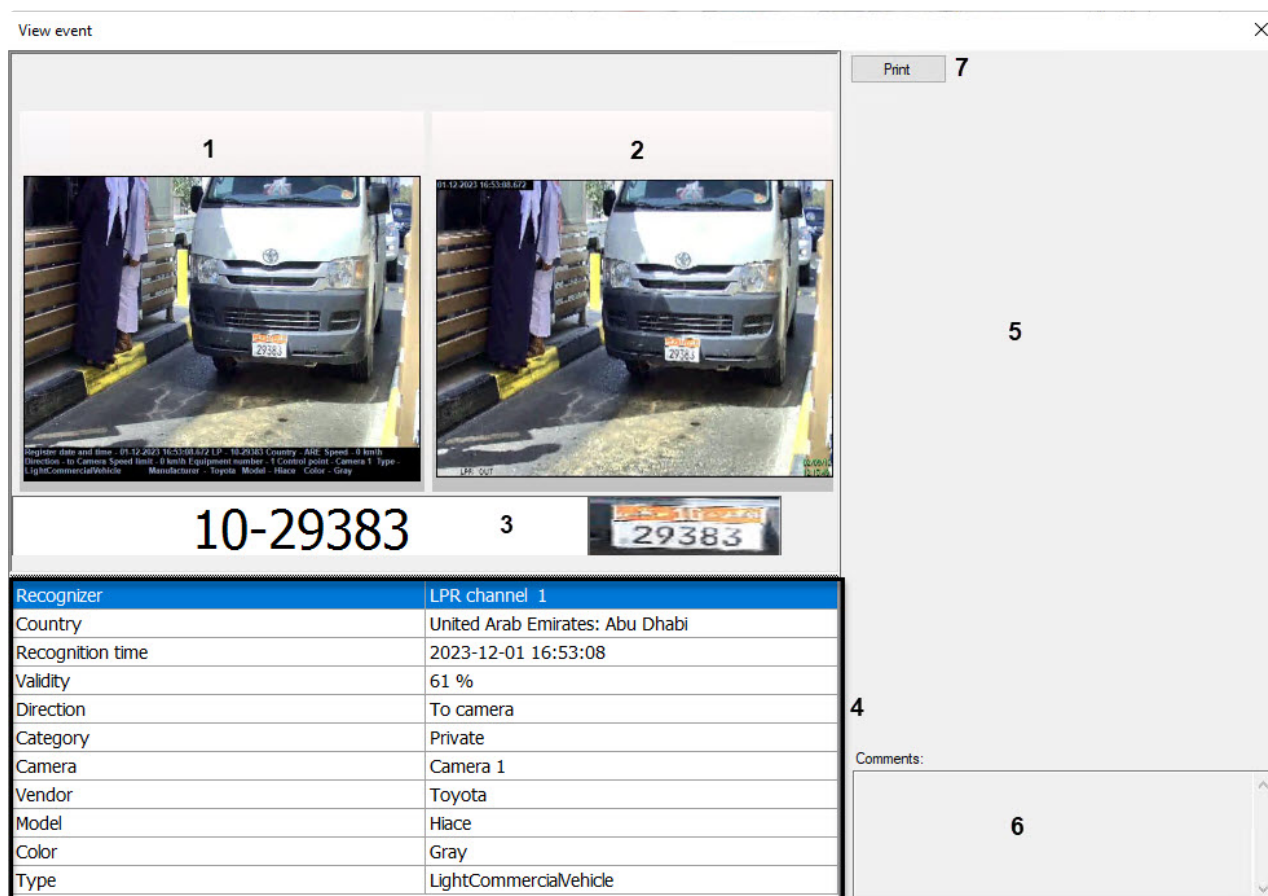 View event
Print
7
1
2
01-12-2023 16:53:08.672
29383
29383
5
Register date and time - 01-12-2023 16:53:08.672 LP - 10-29383 Country - ARE Speed - 0 km\h
Direction - to Camera Speed limit - 0 km\h Equipment number - 1 Control point - Camera 1 Type -
LightCommercialVehicle Manufacturer - Toyota Model - Hiace Color - Gray
LPR OUT
10-29383
3
10
29383
Recognizer LPR channel 1
Country United Arab Emirates: Abu Dhabi
Recognition time 2023-12-01 16:53:08
Validity 61 %
Direction To camera
4
Category Private
Comments:
Camera Camera 1
Vendor Toyota
Model Hiace
6
Color Gray
Type LightCommercialVehicle